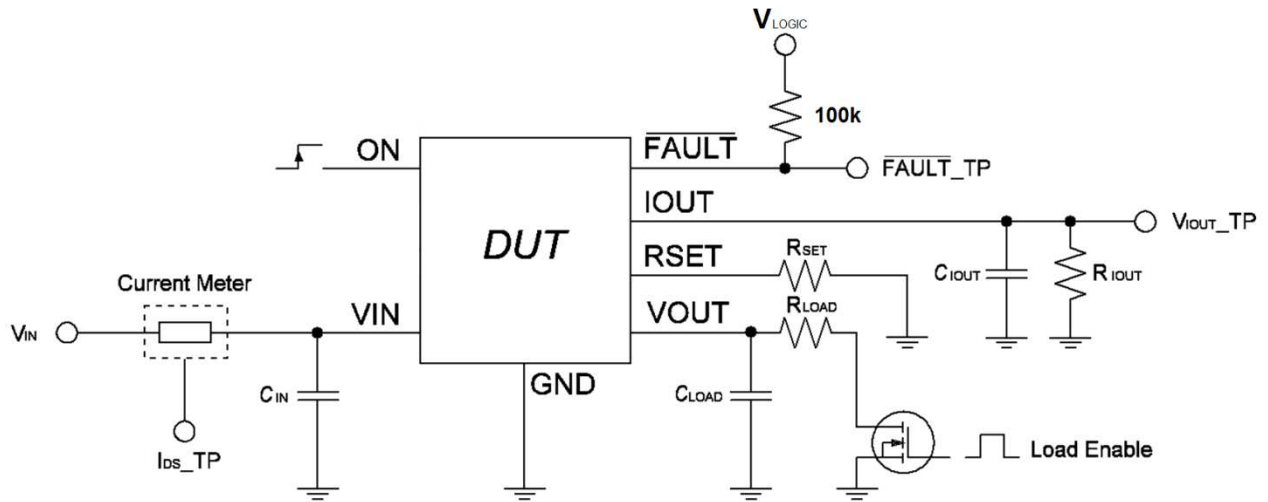 VLOGIC
100k
ON
FAULT
FAULT_TP
IOUT
VIOUT_TP
DUT
RSET
RSET
CIOUT
RIOUT
Current Meter
VIN
VIN
VOUT
RLOAD
GND
CIN
CLOAD
IDS_TP
Load Enable